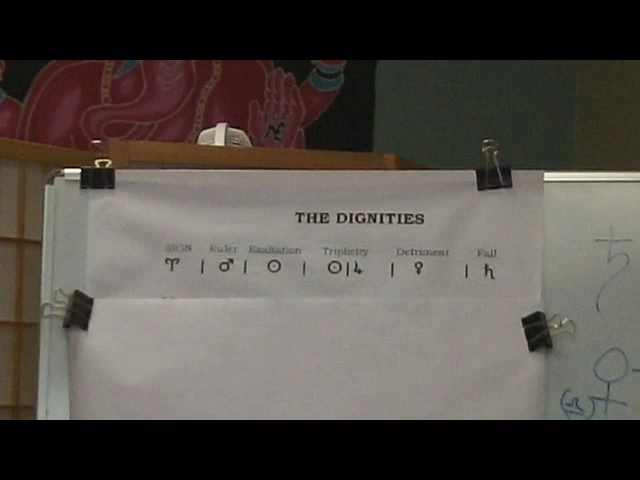 THE DIGNITIES
SIGN Ruler Exaltation Triplicity Detriment Fall
♈ | ♂ | ☉ | ☉|♃ | ♀ | ♄
♄
♀